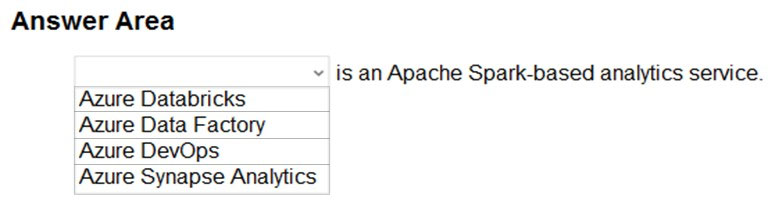 Answer Area
is an Apache Spark-based analytics service.
Azure Databricks
Azure Data Factory
Azure DevOps
Azure Synapse Analytics